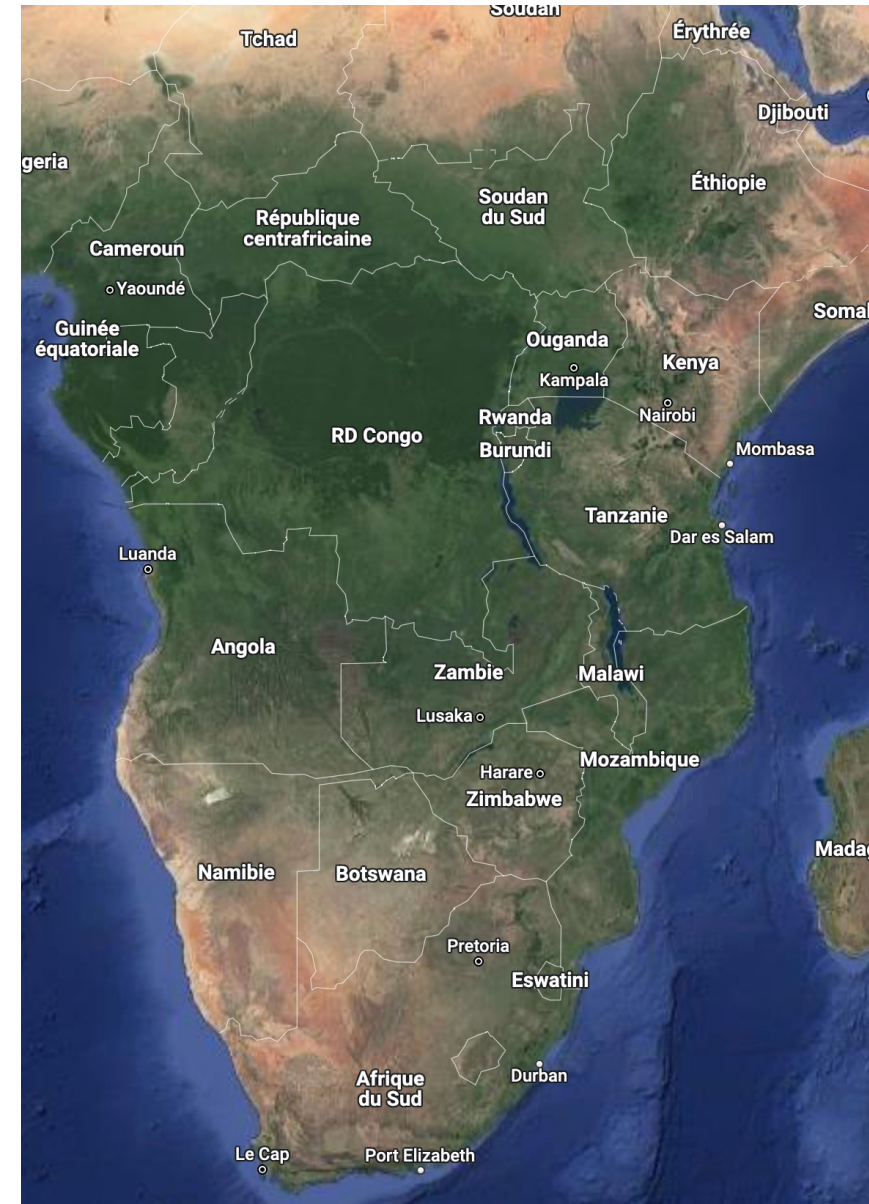 Soudan
Tchad
Érythrée
Djibouti
geria
Éthiopie
Soudan
du Sud
République
centrafricaine
Cameroun
Yaoundé
Somal
Guinée
équatoriale
Ouganda
Kenya
Kampala
Nairobi
Rwanda
RD Congo
Burundi
Mombasa
Tanzanie
Dar es Salam
Luanda
Angola
Zambie
Malawi
Lusaka
Mozambique
Harare
Zimbabwe
Madag
Namibie
Botswana
Pretoria
Eswatini
Durban
Afrique
du Sud
Le Cap
Port Elizabeth